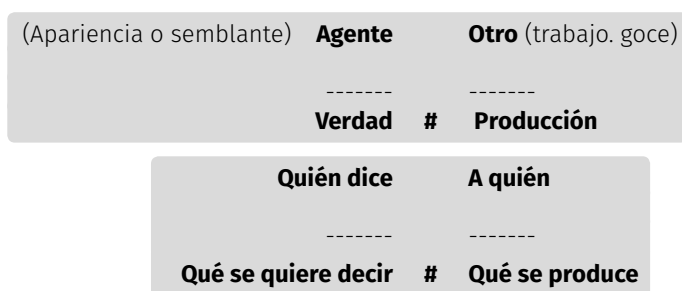 (Apariencia o semblante) Agente Otro (trabajo. goce)
------- -------
Verdad # Producción
Quién dice A quién
------- -------
Qué se quiere decir # Qué se produce